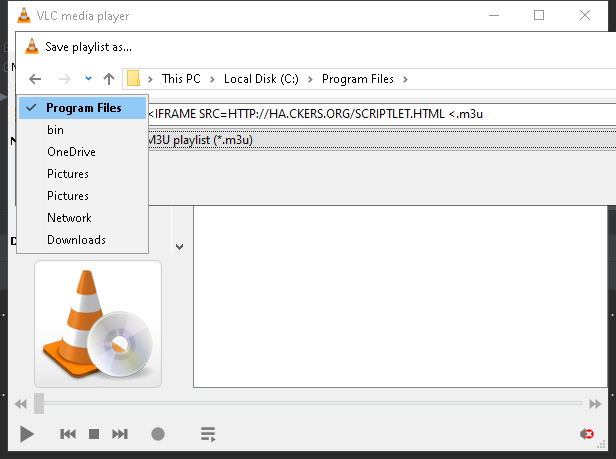 VLC media player
Save playlist as...
This PC > Local Disk (C:) > Program Files >
Program Files
<IFRAME SRC=HTTP://HA.CKERS.ORG/SCRIPTLET.HTML <.m3u
bin
M3U playlist (*.m3u)
OneDrive
Pictures
Pictures
Network
Downloads